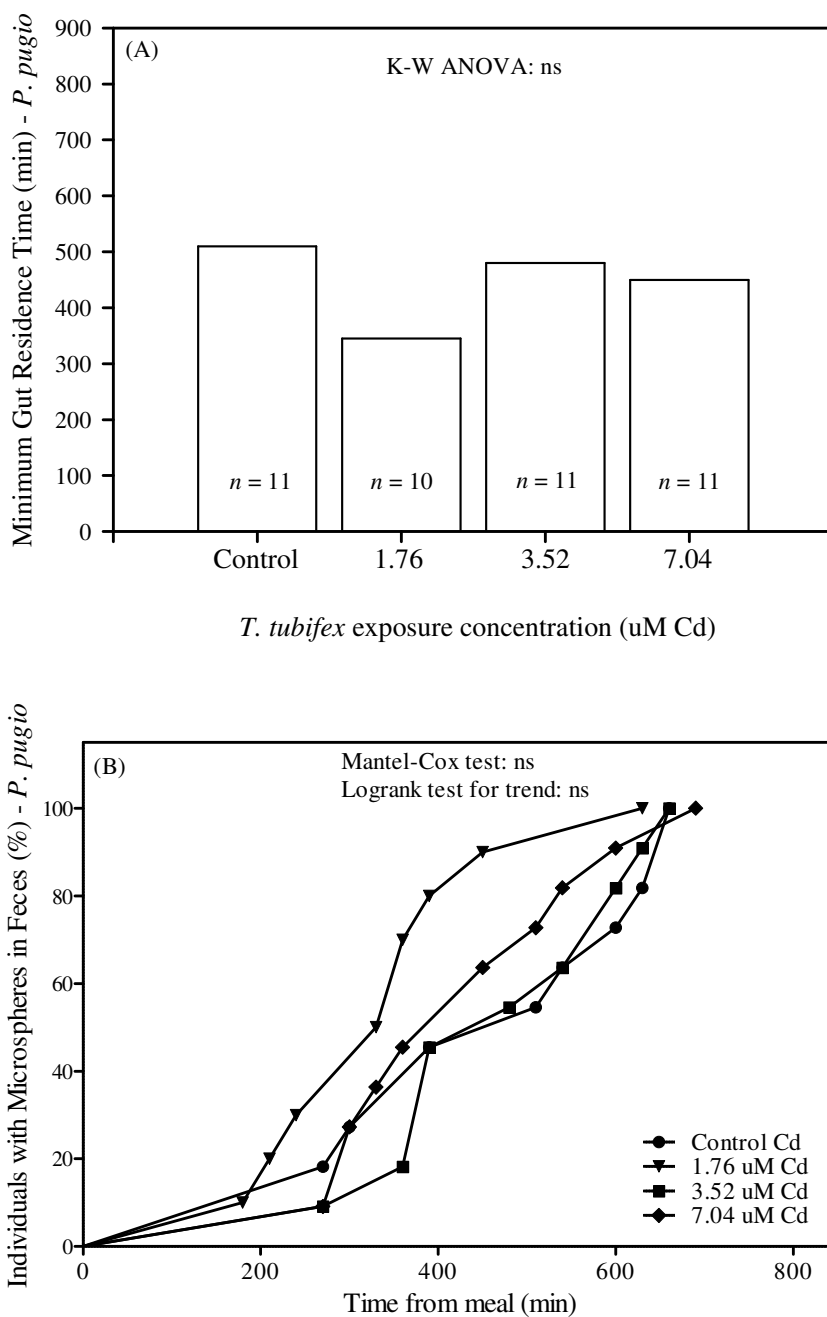 Minimum Gut Residence Time (min) - P. pugio
(A)
K-W ANOVA: ns
900
800
700
600
500
400
300
200
100
0
n = 11
n = 10
n = 11
n = 11
Control
1.76
3.52
7.04
T. tubifex exposure concentration (uM Cd)
Individuals with Microspheres in Feces (%) - P. pugio
(B)
Mantel-Cox test: ns
Logrank test for trend: ns
100
80
60
40
20
0
Control Cd
1.76 uM Cd
3.52 uM Cd
7.04 uM Cd
0
200
400
600
800
Time from meal (min)